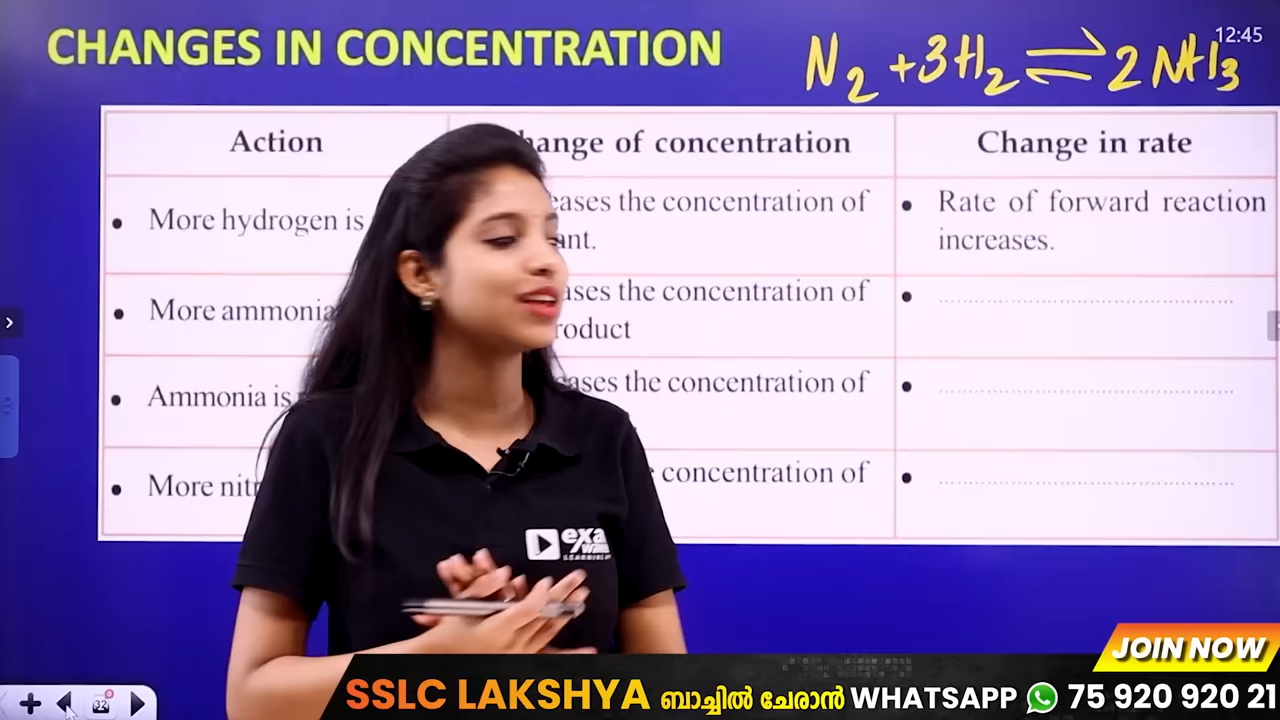 CHANGES IN CONCENTRATION
N2 + 3H2 ⇌ 2NH3
12:45
Action
hange of concentration
Change in rate
• More hydrogen is
eases the concentration of
ant.
• Rate of forward reaction
increases.
• More ammonia
ases the concentration of
roduct
•
• Ammonia is
eases the concentration of
•
• More nitr
concentration of
•
exa
JOIN NOW
32
SSLC LAKSHYA ബാച്ചിൽ ചേരാൻ WHATSAPP 75 920 920 21